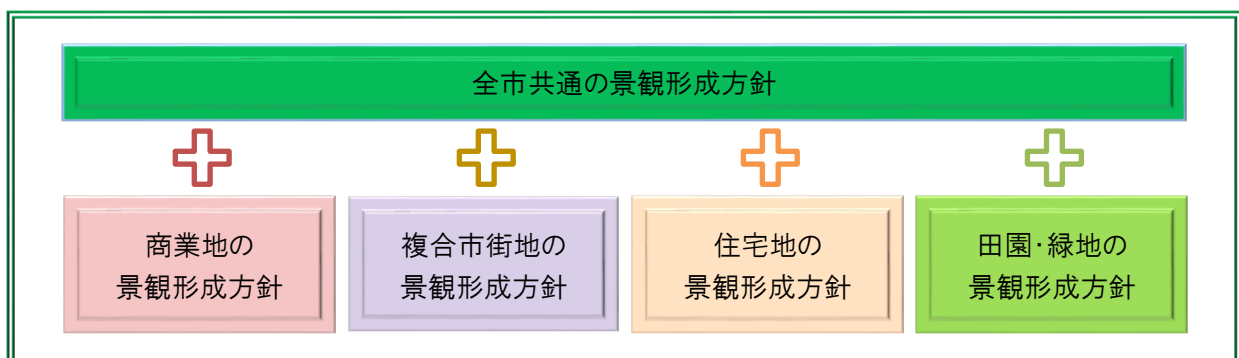 全市共通の景観形成方針
商業地の
景観形成方針
複合市街地の
景観形成方針
住宅地の
景観形成方針
田園・緑地の
景観形成方針